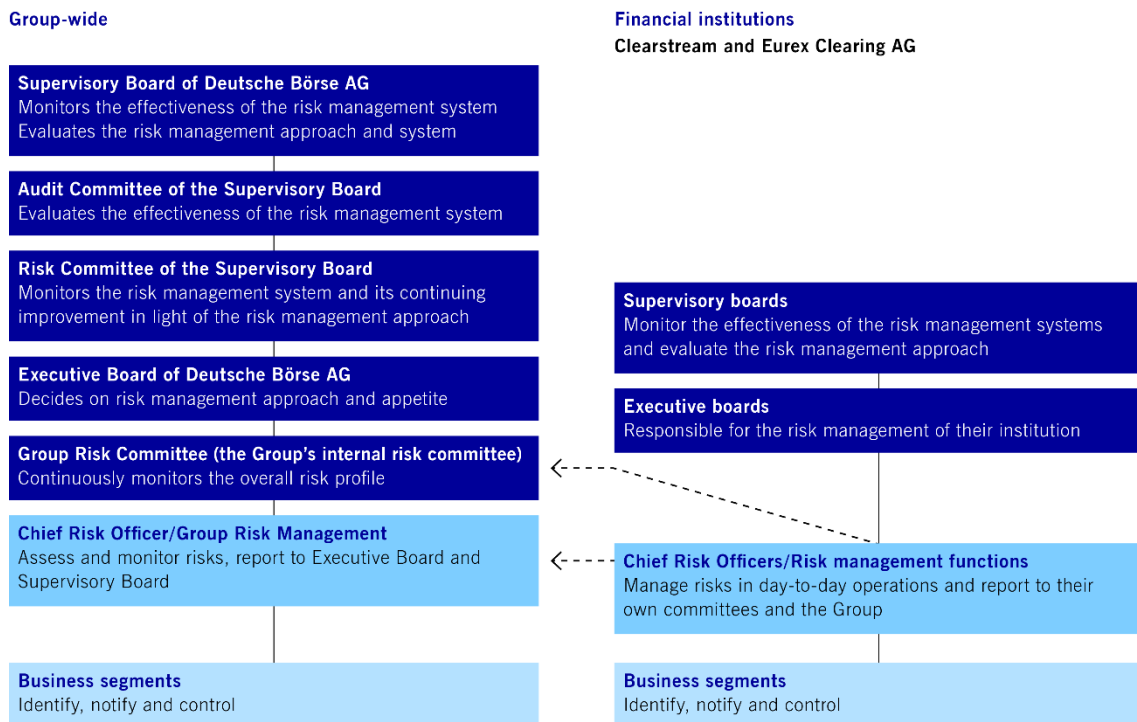 Group-wide
Supervisory Board of Deutsche Börse AG
Monitors the effectiveness of the risk management system
Evaluates the risk management approach and system
Audit Committee of the Supervisory Board
Evaluates the effectiveness of the risk management system
Risk Committee of the Supervisory Board
Monitors the risk management system and its continuing
improvement in light of the risk management approach
Executive Board of Deutsche Börse AG
Decides on risk management approach and appetite
Group Risk Committee (the Group's internal risk committee)
Continuously monitors the overall risk profile
Chief Risk Officer/Group Risk Management
Assess and monitor risks, report to Executive Board and
Supervisory Board
Business segments
Identify, notify and control
Financial institutions
Clearstream and Eurex Clearing AG
Supervisory boards
Monitor the effectiveness of the risk management systems
and evaluate the risk management approach
Executive boards
Responsible for the risk management of their institution
Chief Risk Officers/Risk management functions
Manage risks in day-to-day operations and report to their
own committees and the Group
Business segments
Identify, notify and control